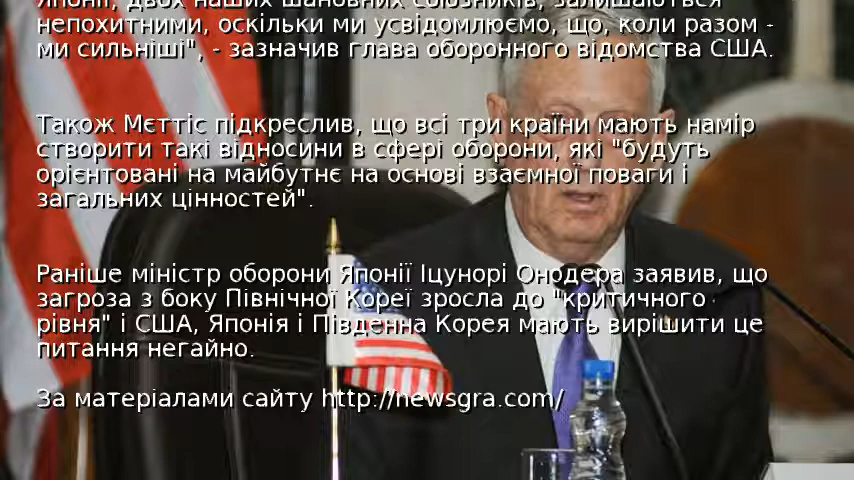 Японії, двох наших шановних союзників, залишаються
непохитними, оскільки ми усвідомлюємо, що, коли разом -
ми сильніші", - зазначив глава оборонного відомства США.
Також Мєттіс підкреслив, що всі три країни мають намір
створити такі відносини в сфері оборони, які "будуть
орієнтовані на майбутнє на основі взаємної поваги і
загальних цінностей".
Раніше міністр оборони Японії Іцунорі Онодера заявив, що
загроза з боку Північної Кореї зросла до "критичного
рівня" і США, Японія і Південна Корея мають вирішити це
питання негайно.
За матеріалами сайту http://newsgra.com/